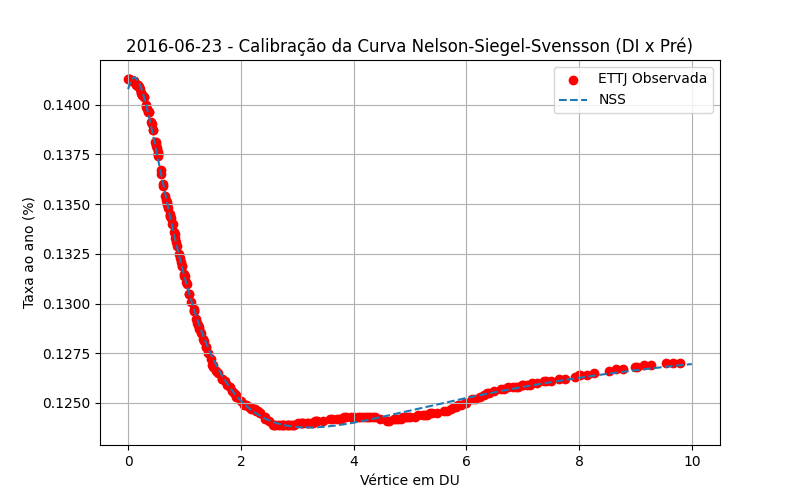 2016-06-23 - Calibração da Curva Nelson-Siegel-Svensson (DI x Pré)
ETTJ Observada
NSS
Taxa ao ano (%)
0.1400
0.1375
0.1350
0.1325
0.1300
0.1275
0.1250
0 2 4 6 8 10
Vértice em DU